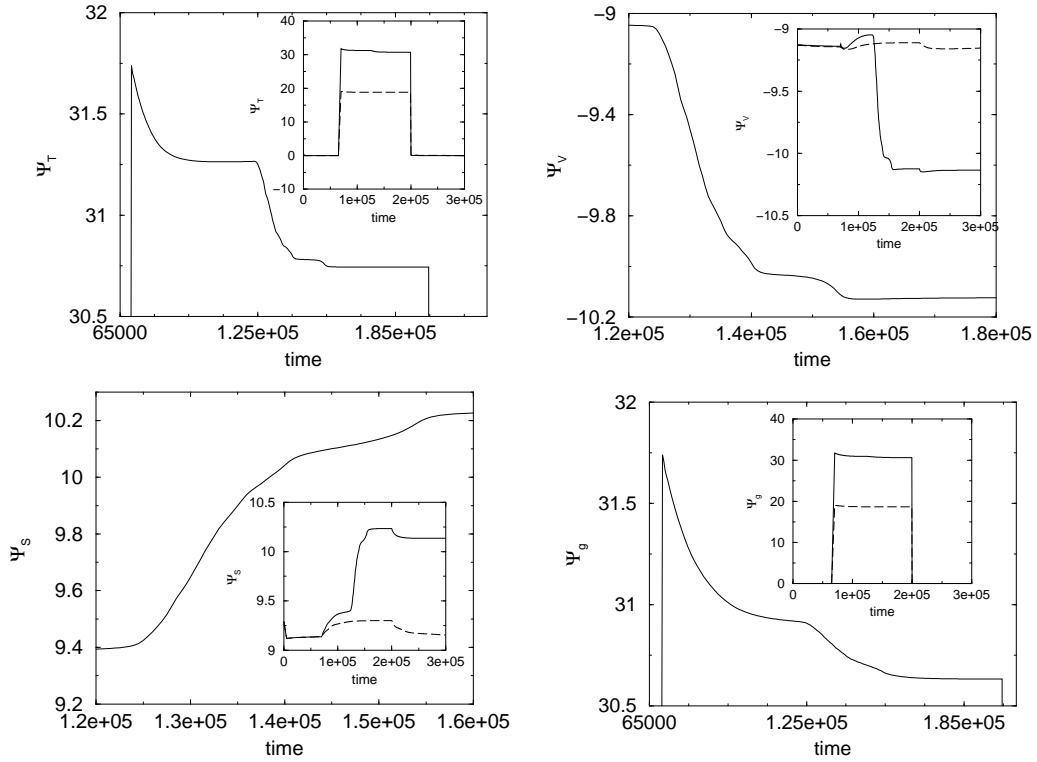 32
31.5
31
30.5
Ψ_T
65000 1.25e+05 1.85e+05
time
40
30
20
10
0
−10
Ψ_T
0 1e+05 2e+05 3e+05
time
−9
−9.4
−9.8
−10.2
Ψ_V
1.2e+05 1.4e+05 1.6e+05 1.8e+05
time
−9
−9.5
−10
−10.5
Ψ_V
0 1e+05 2e+05 3e+05
time
10.2
10
9.8
9.6
9.4
9.2
Ψ_S
1.2e+05 1.3e+05 1.4e+05 1.5e+05 1.6e+05
time
10.5
10
9.5
9
Ψ_S
0 1e+05 2e+05 3e+05
time
32
31.5
31
30.5
Ψ_g
65000 1.25e+05 1.85e+05
time
40
30
20
10
0
Ψ_g
0 1e+05 2e+05 3e+05
time